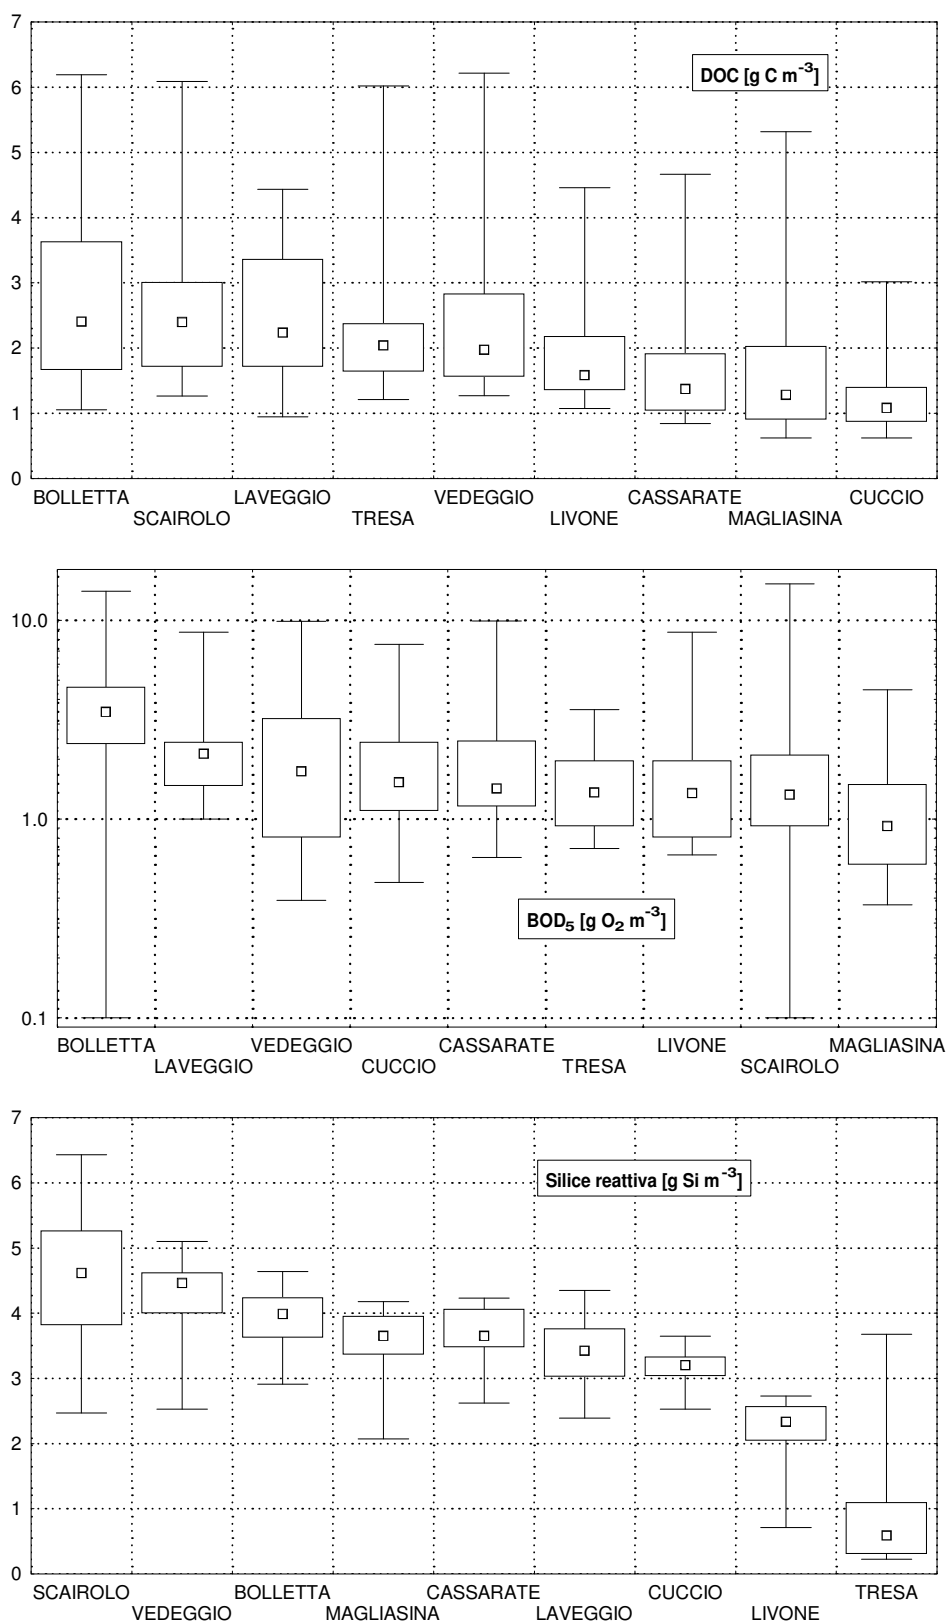 7
DOC [g C m⁻³]
6
5
4
3
2
1
0
BOLLETTA LAVEGGIO VEDEGGIO CASSARATE CUCCIO
SCAIROLO TRESA LIVONE MAGLIASINA
10.0
1.0
BOD₅ [g O₂ m⁻³]
0.1
BOLLETTA VEDEGGIO CASSARATE LIVONE MAGLIASINA
LAVEGGIO CUCCIO TRESA SCAIROLO
7
6
Silice reattiva [g Si m⁻³]
5
4
3
2
1
0
SCAIROLO BOLLETTA CASSARATE CUCCIO TRESA
VEDEGGIO MAGLIASINA LAVEGGIO LIVONE